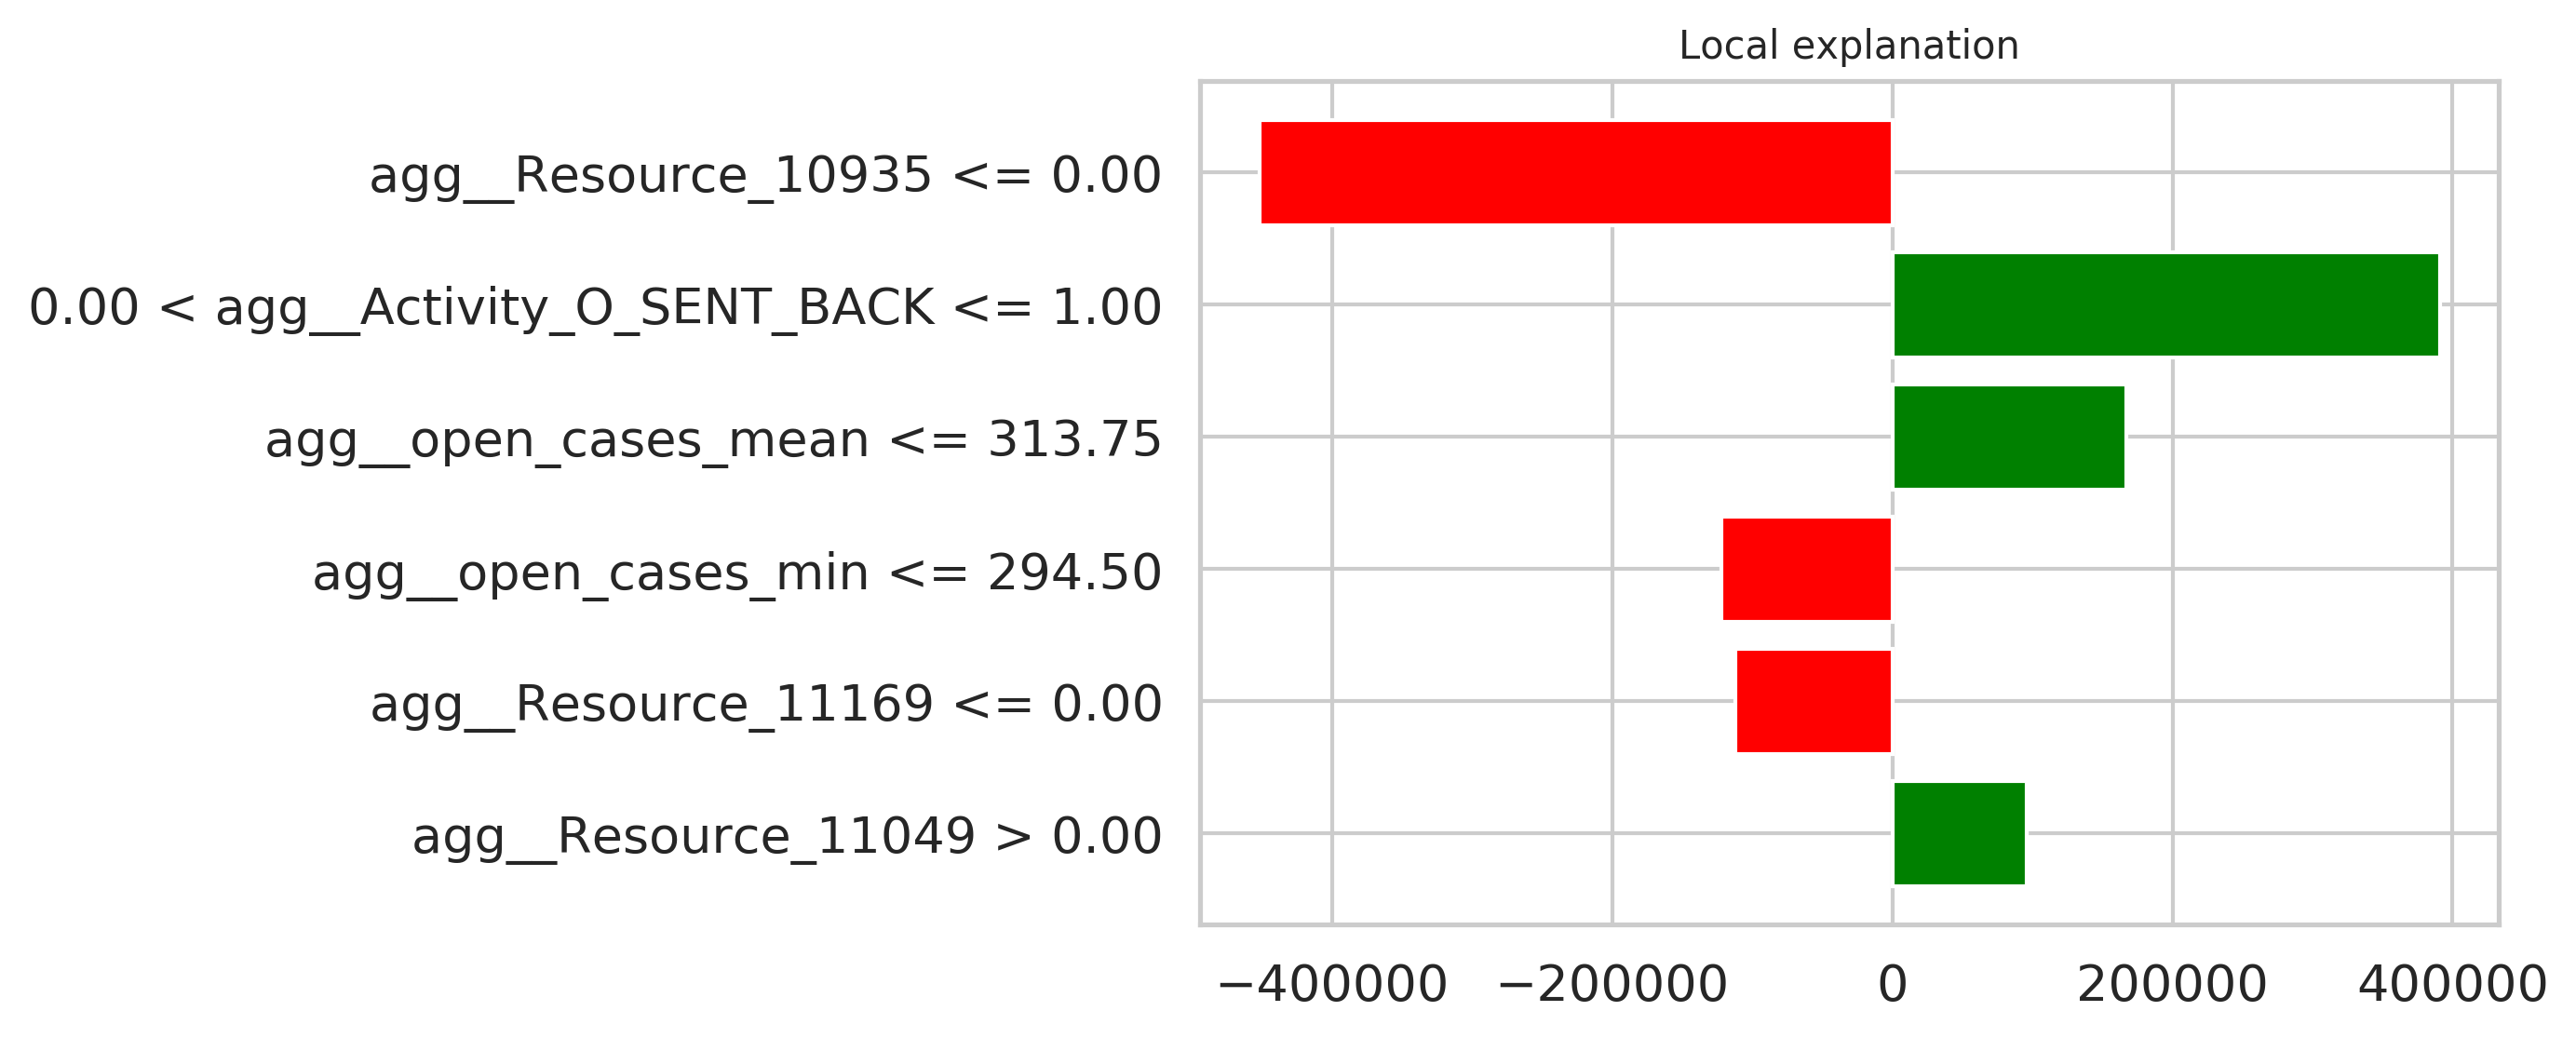 Local explanation
agg__Resource_10935 <= 0.00
0.00 < agg__Activity_O_SENT_BACK <= 1.00
agg__open_cases_mean <= 313.75
agg__open_cases_min <= 294.50
agg__Resource_11169 <= 0.00
agg__Resource_11049 > 0.00
−400000 −200000 0 200000 400000